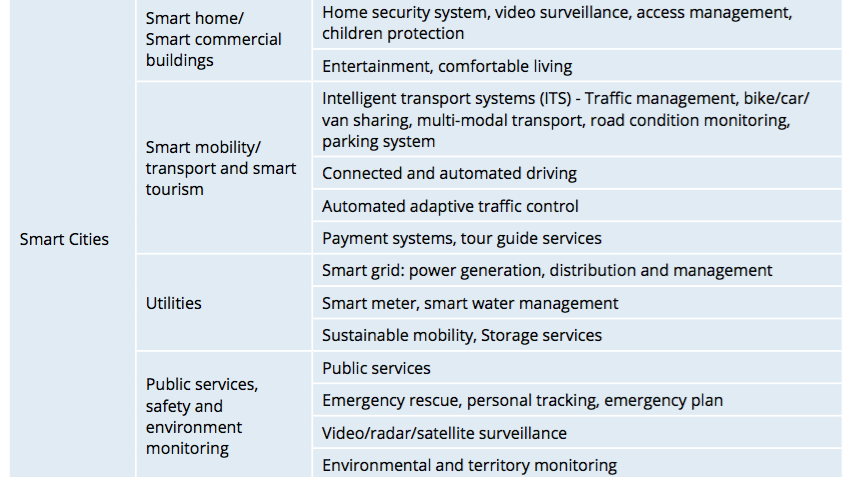 Smart Cities
Smart home/
Smart commercial
buildings
Home security system, video surveillance, access management,
children protection
Entertainment, comfortable living
Smart mobility/
transport and smart
tourism
Intelligent transport systems (ITS) - Traffic management, bike/car/
van sharing, multi-modal transport, road condition monitoring,
parking system
Connected and automated driving
Automated adaptive traffic control
Payment systems, tour guide services
Utilities
Smart grid: power generation, distribution and management
Smart meter, smart water management
Sustainable mobility, Storage services
Public services,
safety and
environment
monitoring
Public services
Emergency rescue, personal tracking, emergency plan
Video/radar/satellite surveillance
Environmental and territory monitoring